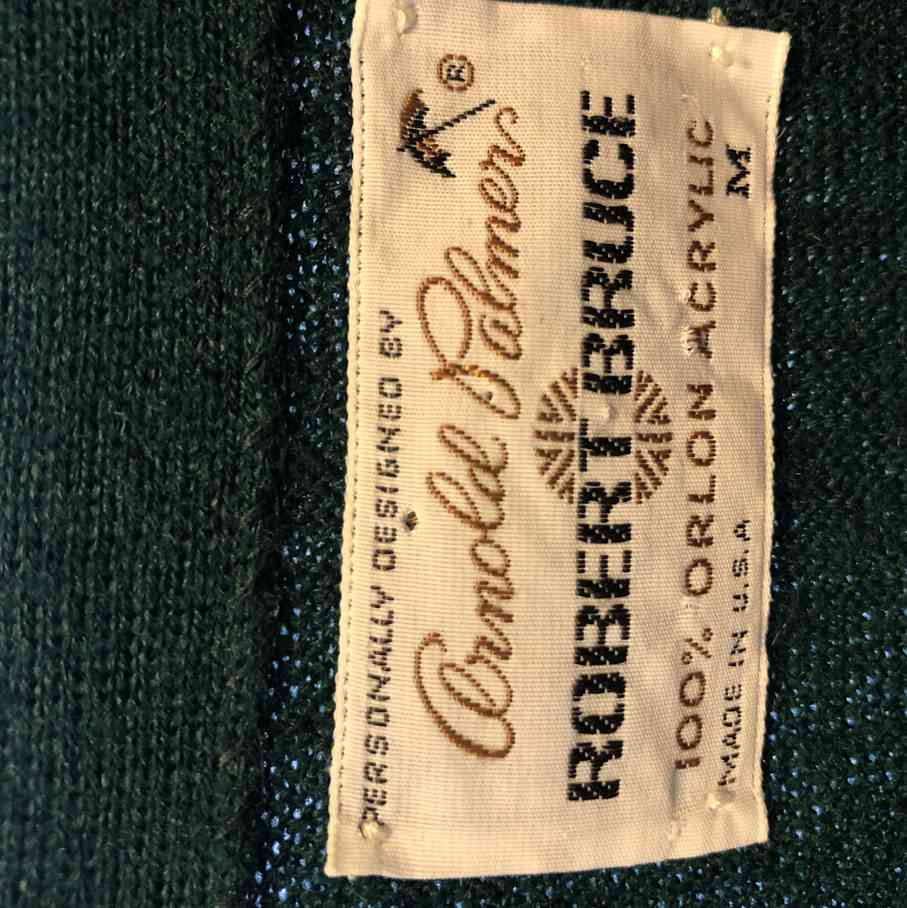 PERSONALLY DESIGNED BY
Arnold Palmer ®
ROBERT BRUCE
100% ORLON ACRYLIC
MADE IN U.S.A. M